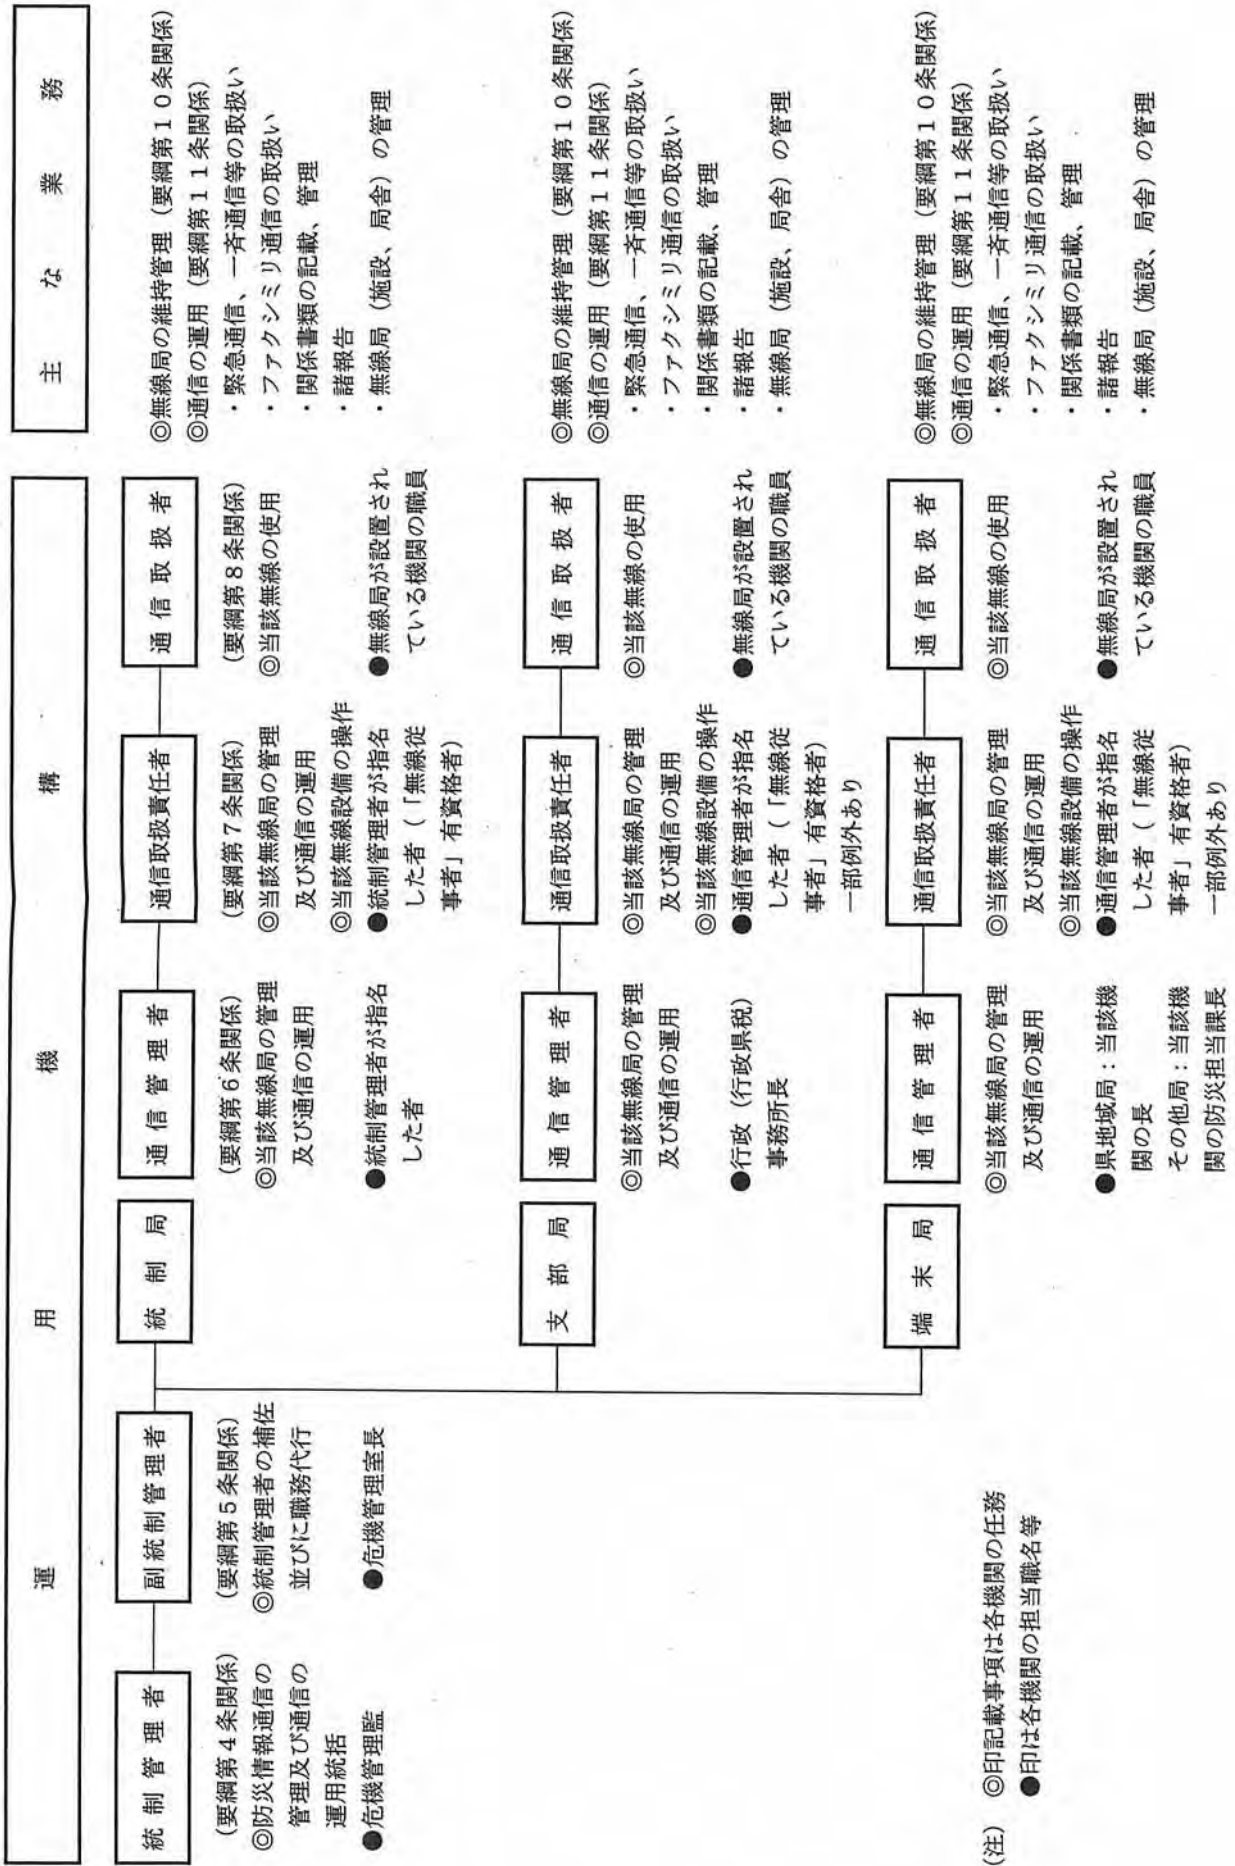 運用機構
主な業務
統制管理者
(要綱第4条関係)
◎防災情報通信の
管理及び通信の
運用統括
●危機管理監
副統制管理者
(要綱第5条関係)
◎統制管理者の補佐
並びに職務代行
●危機管理室長
統制局
通信管理者
(要綱第6条関係)
◎当該無線局の管理
及び通信の運用
●統制管理者が指名
した者
通信取扱責任者
(要綱第7条関係)
◎当該無線局の管理
及び通信の運用
◎当該無線設備の操作
●統制管理者が指名
した者(「無線従
事者」有資格者)
通信取扱者
(要綱第8条関係)
◎当該無線の使用
●無線局が設置され
ている機関の職員
◎無線局の維持管理(要綱第10条関係)
◎通信の運用(要綱第11条関係)
・緊急通信、一斉通信等の取扱い
・ファクシミリ通信の取扱い
・関係書類の記載、管理
・諸報告
・無線局(施設、局舎)の管理
支部局
通信管理者
◎当該無線局の管理
及び通信の運用
●行政(行政県税)
事務所長
通信取扱責任者
◎当該無線局の管理
及び通信の運用
◎当該無線設備の操作
●通信管理者が指名
した者(「無線従
事者」有資格者)
一部例外あり
通信取扱者
◎当該無線の使用
●無線局が設置され
ている機関の職員
◎無線局の維持管理(要綱第10条関係)
◎通信の運用(要綱第11条関係)
・緊急通信、一斉通信等の取扱い
・ファクシミリ通信の取扱い
・関係書類の記載、管理
・諸報告
・無線局(施設、局舎)の管理
端末局
通信管理者
◎当該無線局の管理
及び通信の運用
●県地域局:当該機
関の長
その他局:当該機
関の防災担当課長
通信取扱責任者
◎当該無線局の管理
及び通信の運用
◎当該無線設備の操作
●通信管理者が指名
した者(「無線従
事者」有資格者)
一部例外あり
通信取扱者
◎当該無線の使用
●無線局が設置され
ている機関の職員
◎無線局の維持管理(要綱第10条関係)
◎通信の運用(要綱第11条関係)
・緊急通信、一斉通信等の取扱い
・ファクシミリ通信の取扱い
・関係書類の記載、管理
・諸報告
・無線局(施設、局舎)の管理
(注) ◎印記載事項は各機関の任務
●印は各機関の担当職名等